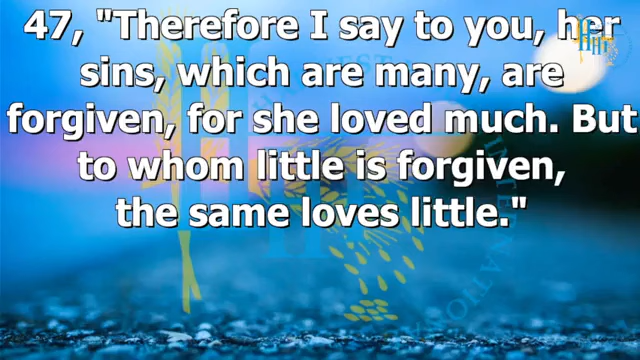 47, "Therefore I say to you, her
sins, which are many, are
forgiven, for she loved much. But
to whom little is forgiven,
the same loves little."